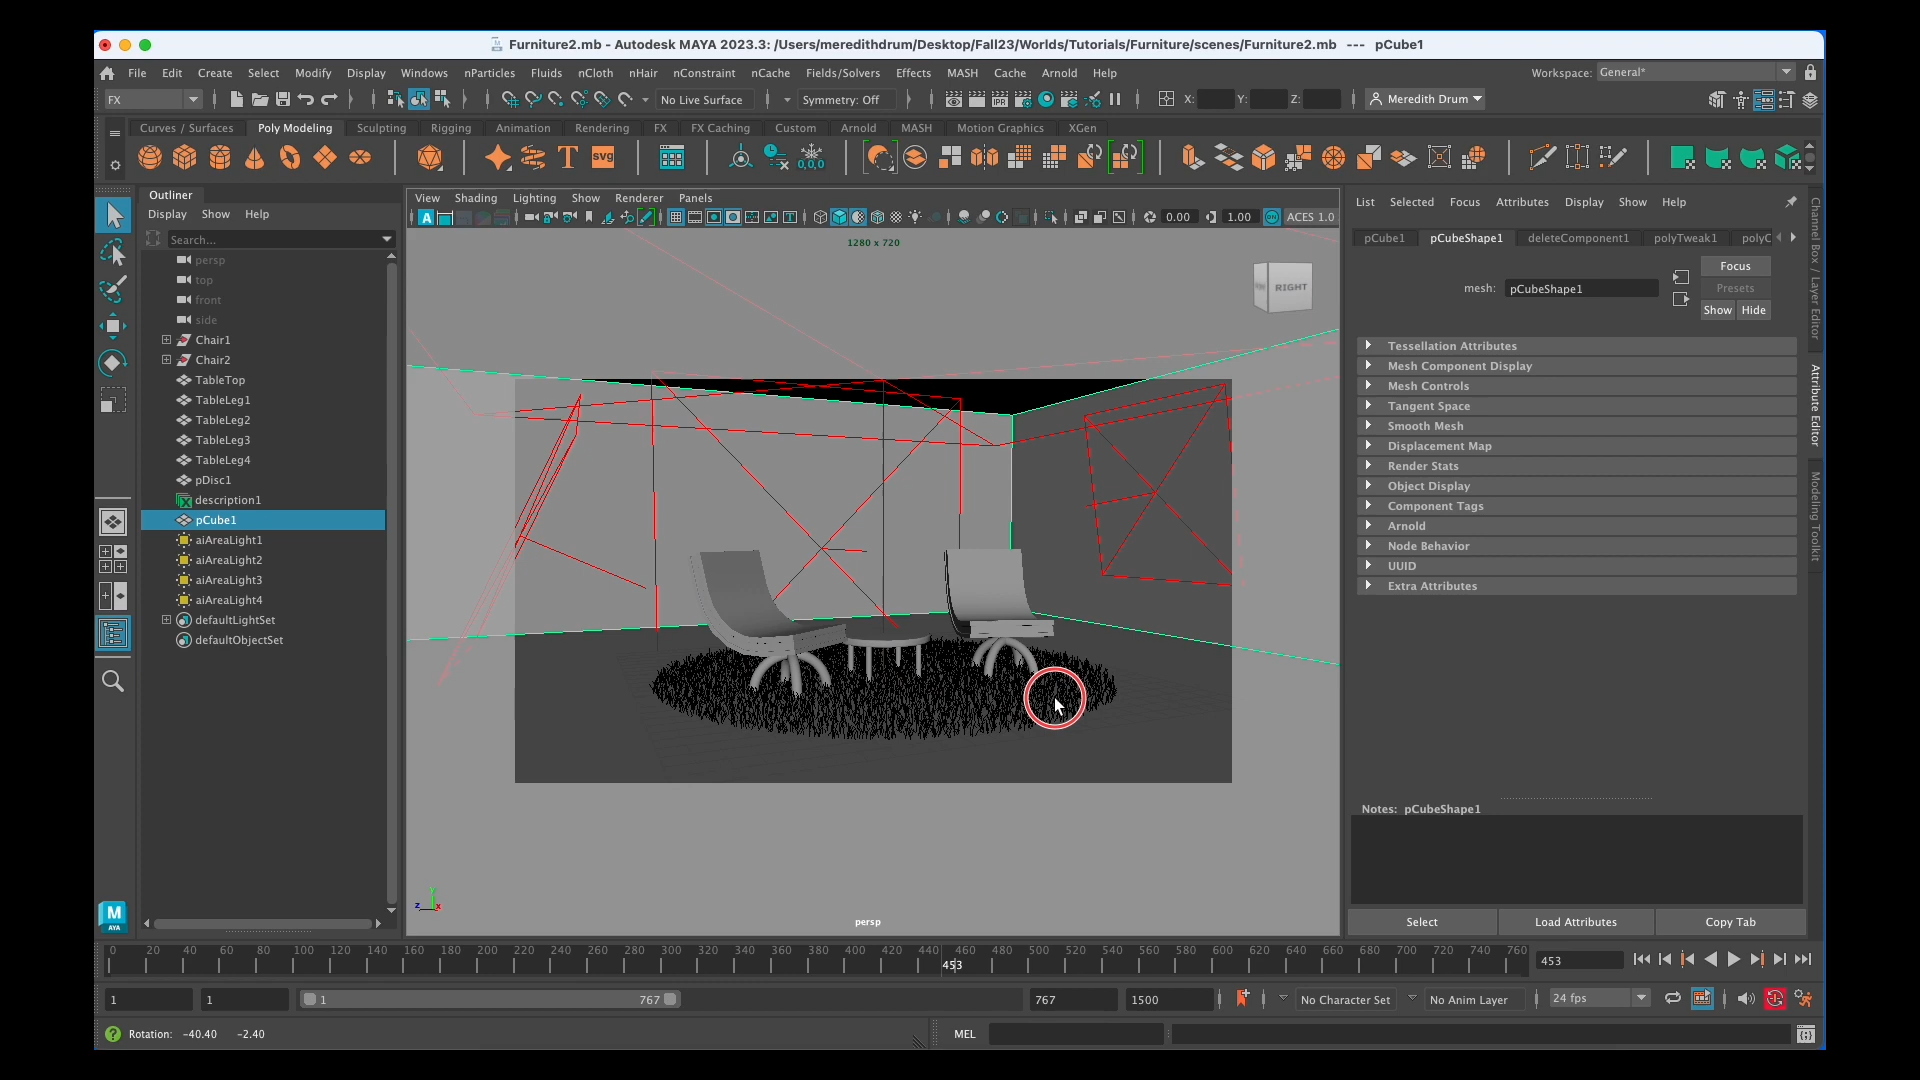 Furniture2.mb - Autodesk MAYA 2023.3: /Users/meredithdrum/Desktop/Fall23/Worlds/Tutorials/Furniture/scenes/Furniture2.mb --- pCube1
File Edit Create Select Modify Display Windows nParticles Fluids nCloth nHair nConstraint nCache Fields/Solvers Effects MASH Cache Arnold Help
Workspace: General*
FX
No Live Surface
Symmetry: Off
IPR
X:
Y:
Z:
Meredith Drum
Curves / Surfaces Poly Modeling Sculpting Rigging Animation Rendering FX FX Caching Custom Arnold MASH Motion Graphics XGen
T
SVG
0,0,0
Outliner
Display Show Help
Search...
persp
top
front
side
Chair1
Chair2
TableTop
TableLeg1
TableLeg2
TableLeg3
TableLeg4
pDisc1
description1
pCube1
aiAreaLight1
aiAreaLight2
aiAreaLight3
aiAreaLight4
defaultLightSet
defaultObjectSet
M
AYA
View Shading Lighting Show Renderer Panels
A
0.00
1.00
ON
ACES 1.0
1280 x 720
RIGHT
y
z
x
persp
List Selected Focus Attributes Display Show Help
pCube1 pCubeShape1 deleteComponent1 polyTweak1 polyC
mesh: pCubeShape1
Focus
Presets
Show Hide
Tessellation Attributes
Mesh Component Display
Mesh Controls
Tangent Space
Smooth Mesh
Displacement Map
Render Stats
Object Display
Component Tags
Arnold
Node Behavior
UUID
Extra Attributes
Notes: pCubeShape1
Select Load Attributes Copy Tab
Channel Box / Layer Editor
Attribute Editor
Modeling Toolkit
0 20 40 60 80 100 120 140 160 180 200 220 240 260 280 300 320 340 360 380 400 420 440 460 480 500 520 540 560 580 600 620 640 660 680 700 720 740 760
453
453
1
1
1
767
767
1500
No Character Set
No Anim Layer
24 fps
Rotation: -40.40 -2.40
MEL